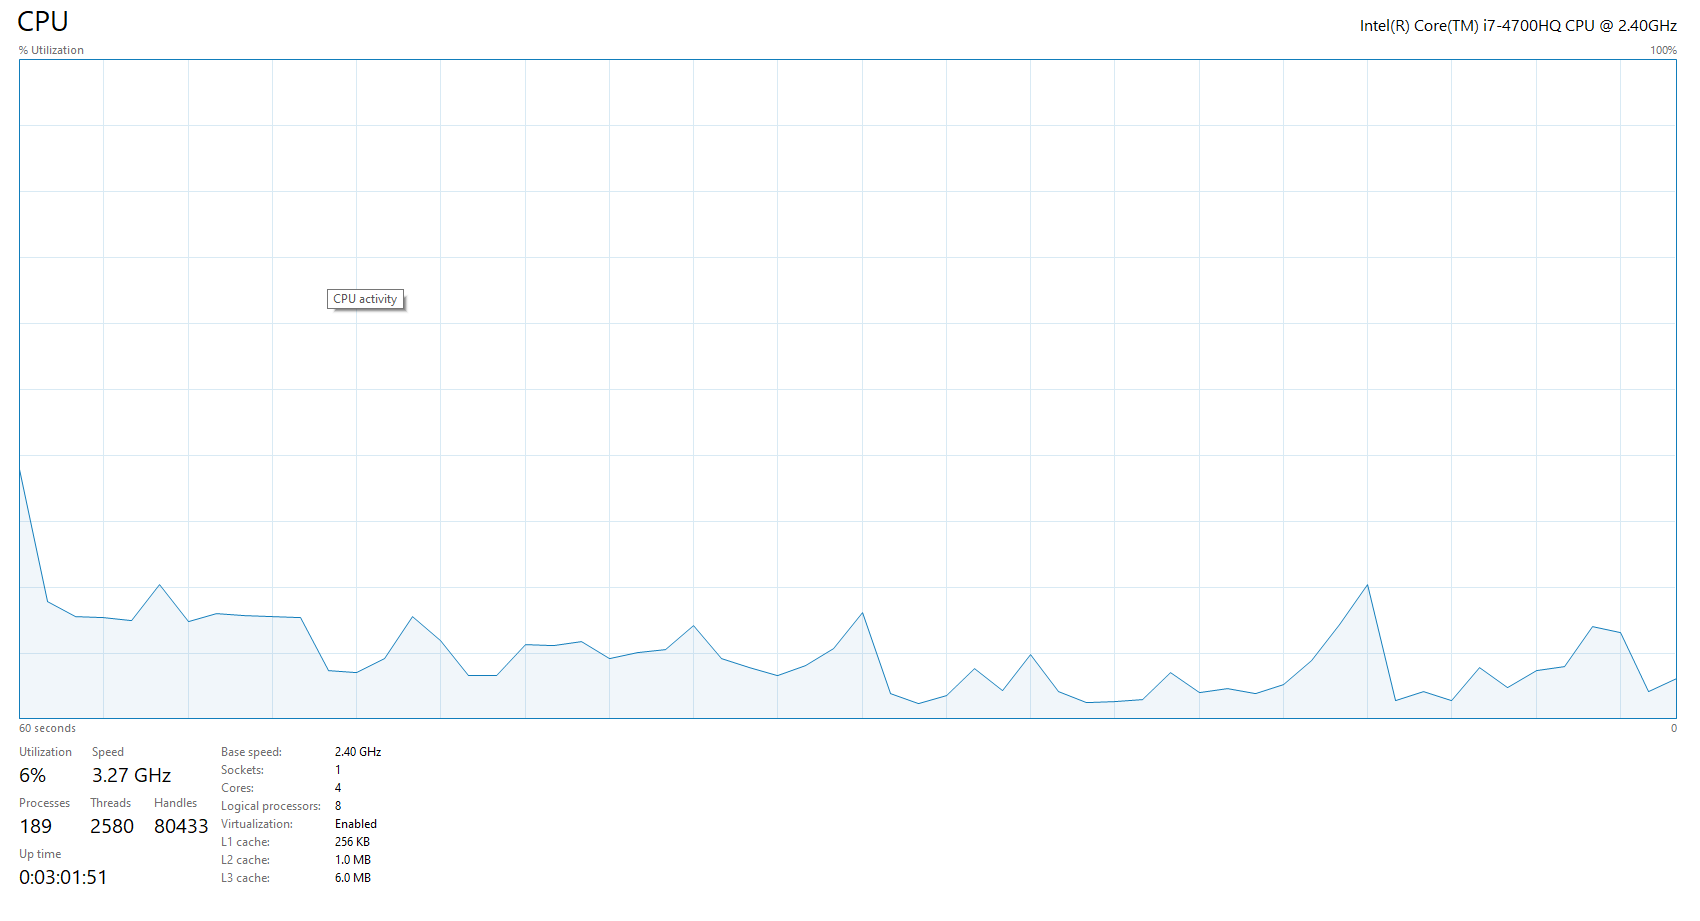 CPU
Intel(R) Core(TM) i7-4700HQ CPU @ 2.40GHz
% Utilization
100%
CPU activity
60 seconds
0
Utilization
Speed
6%
3.27 GHz
Processes
Threads
Handles
189
2580
80433
Up time
0:03:01:51
Base speed:
2.40 GHz
Sockets:
1
Cores:
4
Logical processors:
8
Virtualization:
Enabled
L1 cache:
256 KB
L2 cache:
1.0 MB
L3 cache:
6.0 MB